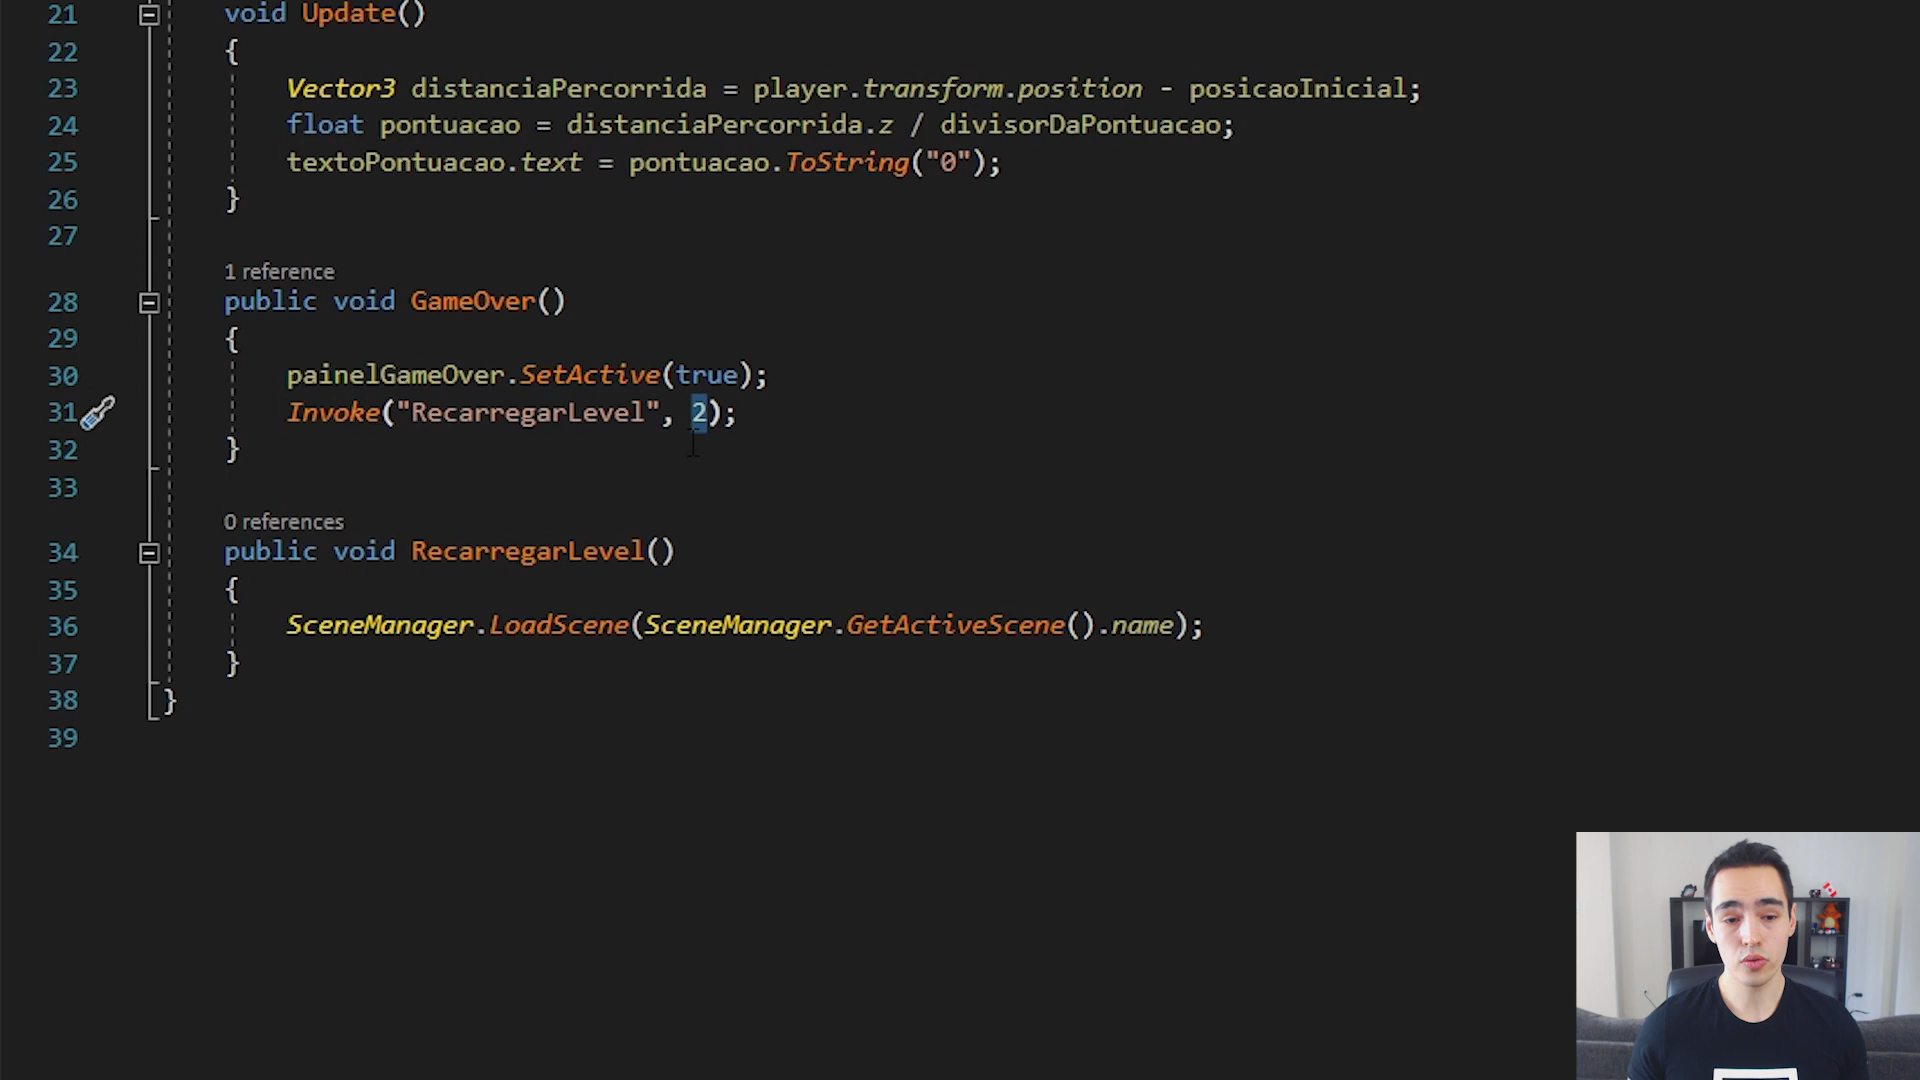 21 void Update()
22 {
23 Vector3 distanciaPercorrida = player.transform.position - posicaoInicial;
24 float pontuacao = distanciaPercorrida.z / divisorDaPontuacao;
25 textoPontuacao.text = pontuacao.ToString("0");
26 }
27
1 reference
28 public void GameOver()
29 {
30 painelGameOver.SetActive(true);
31 Invoke("RecarregarLevel", 2);
32 }
33
0 references
34 public void RecarregarLevel()
35 {
36 SceneManager.LoadScene(SceneManager.GetActiveScene().name);
37 }
38 }
39